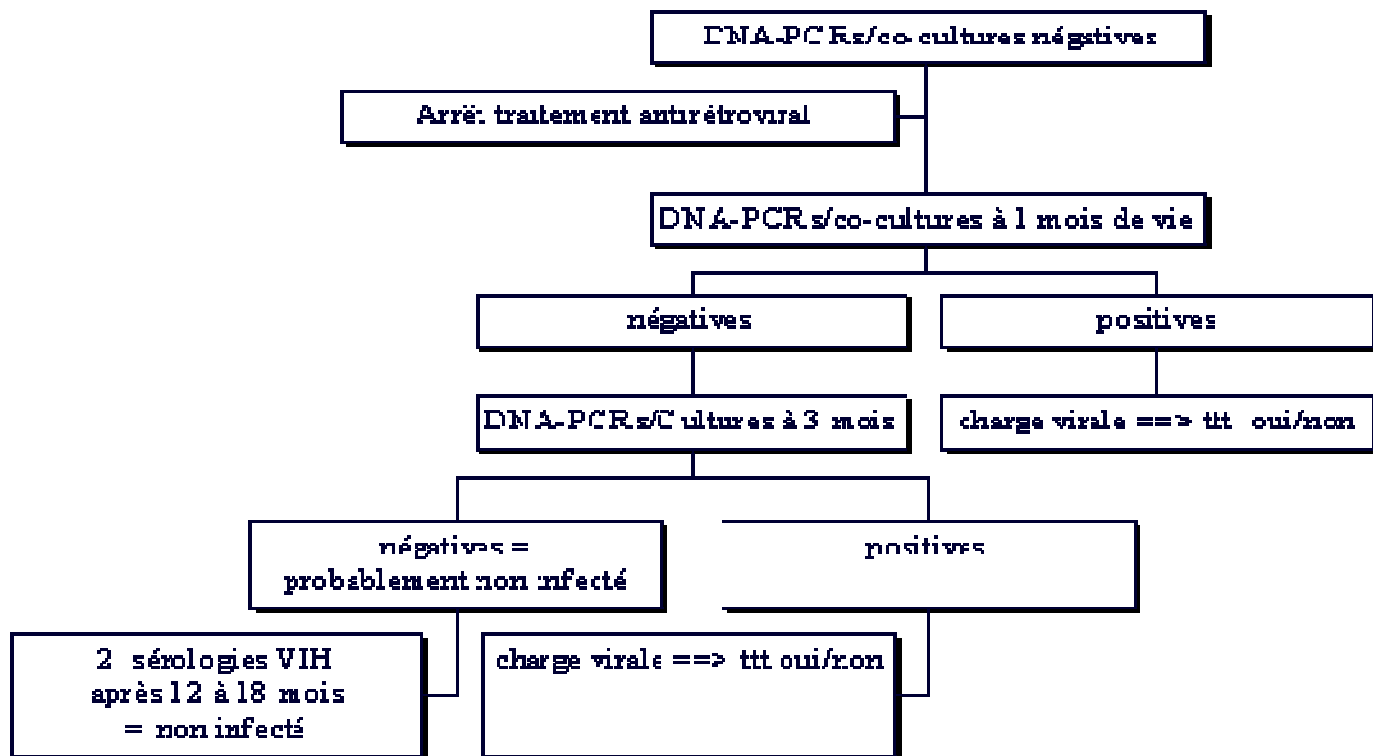 DNA-PCRs/co-cultures négatives
Arrêt traitement antirétroviral
DNA-PCRs/co-cultures à 1 mois de vie
négatives
positives
DNA-PCRs/Cultures à 3 mois
charge virale ==> ttt oui/non
négatives =
probablement non infecté
positives
2 sérologies VIH
après 12 à 18 mois
= non infecté
charge virale ==> ttt oui/non